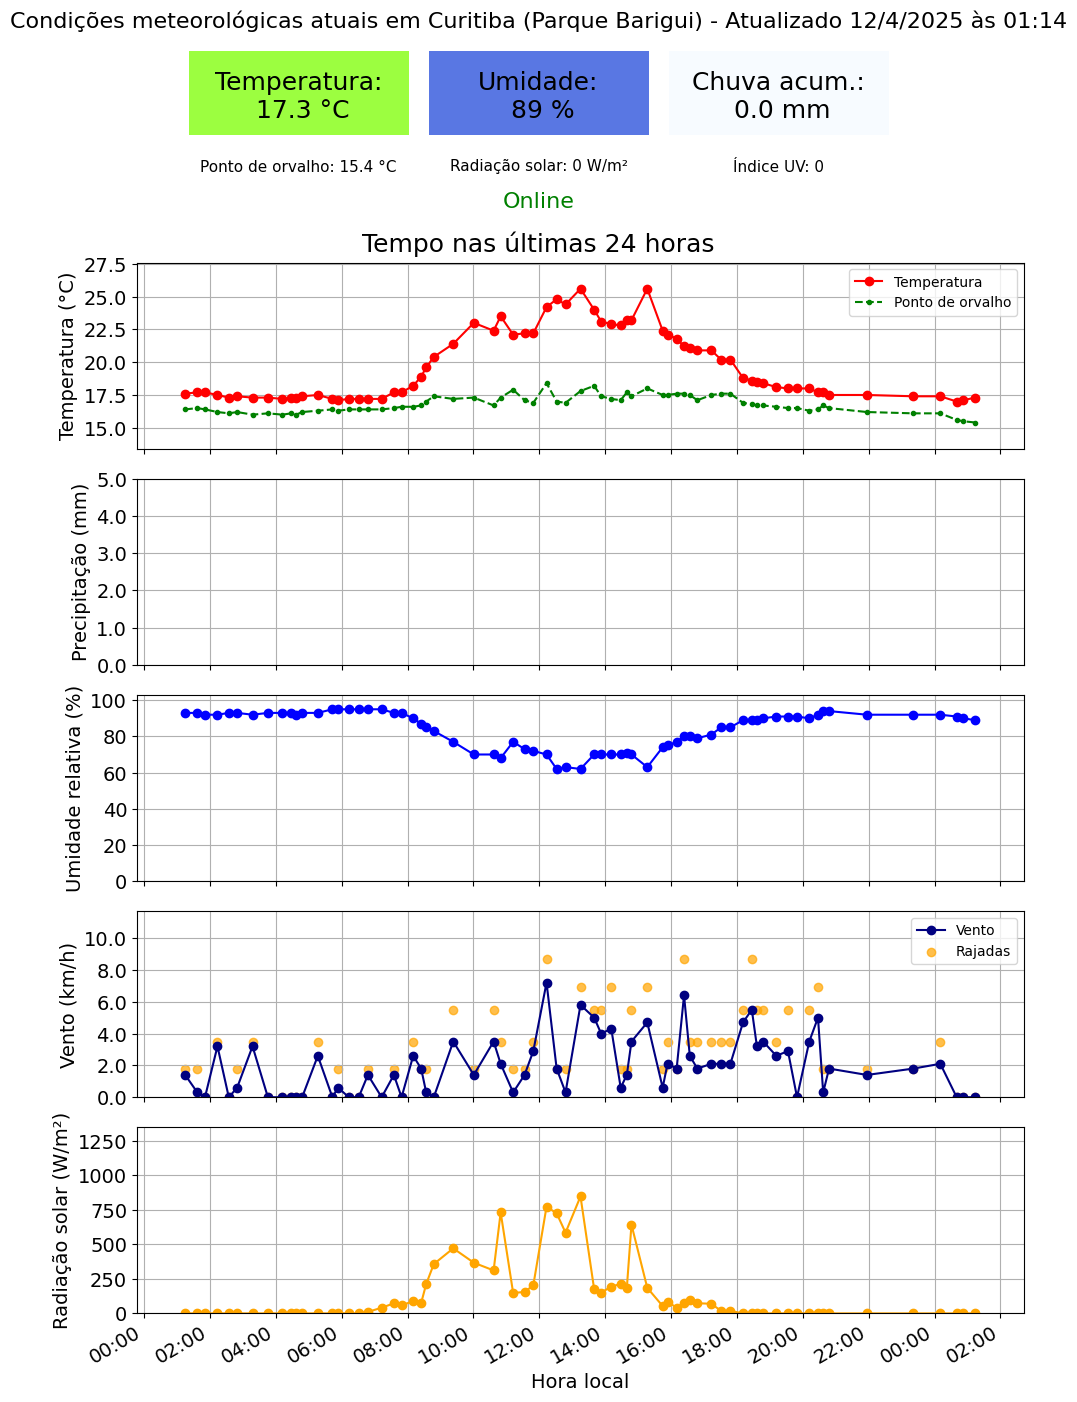 Condições meteorológicas atuais em Curitiba (Parque Barigui) - Atualizado 12/4/2025 às 01:14
Temperatura:
17.3 °C
Umidade:
89 %
Chuva acum.:
0.0 mm
Ponto de orvalho: 15.4 °C
Radiação solar: 0 W/m²
Índice UV: 0
Online
Tempo nas últimas 24 horas
Temperatura (°C)
27.5
25.0
22.5
20.0
17.5
15.0
Temperatura
Ponto de orvalho
Precipitação (mm)
5.0
4.0
3.0
2.0
1.0
0.0
Umidade relativa (%)
100
80
60
40
20
0
Vento (km/h)
10.0
8.0
6.0
4.0
2.0
0.0
Vento
Rajadas
Radiação solar (W/m²)
1250
1000
750
500
250
0
00:00
02:00
04:00
06:00
08:00
10:00
12:00
14:00
16:00
18:00
20:00
22:00
00:00
02:00
Hora local